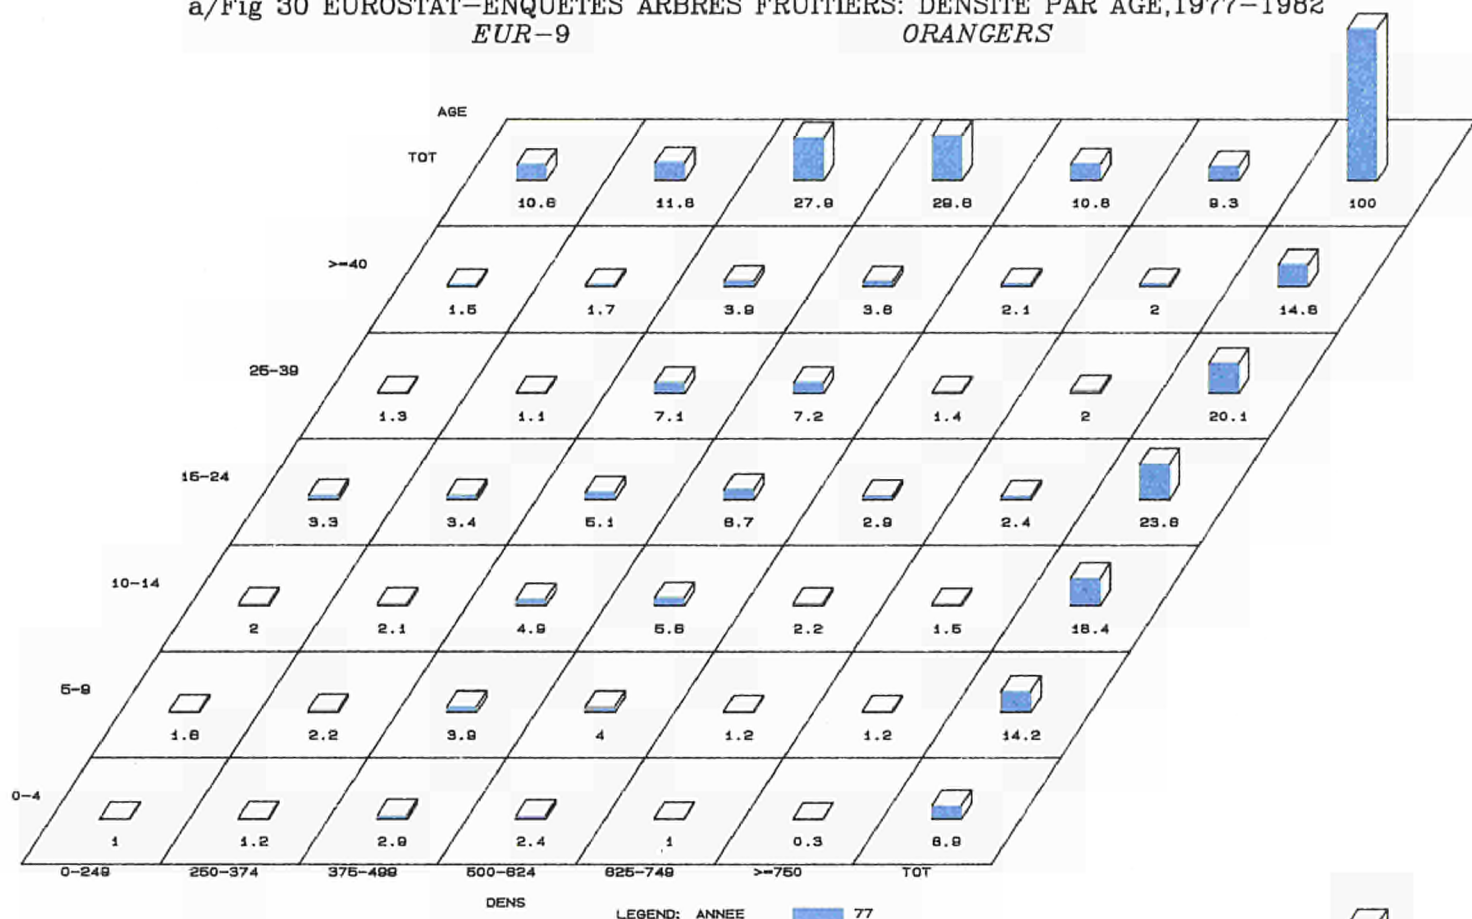 a/Fig 30 EUROSTAT-ENQUETES ARBRES FRUITIERS: DENSITE PAR AGE,1977-1982
EUR-9 ORANGERS
AGE
TOT
10.6 11.8 27.9 29.6 10.8 9.3 100
>=40
1.5 1.7 3.9 3.6 2.1 2 14.8
25-39
1.3 1.1 7.1 7.2 1.4 2 20.1
15-24
3.3 3.4 5.1 6.7 2.9 2.4 23.6
10-14
2 2.1 4.9 5.6 2.2 1.5 18.4
5-9
1.6 2.2 3.9 4 1.2 1.2 14.2
0-4
1 1.2 2.9 2.4 1 0.3 8.9
0-249 250-374 375-499 500-624 625-749 >=750 TOT
DENS
LEGEND: ANNEE 77